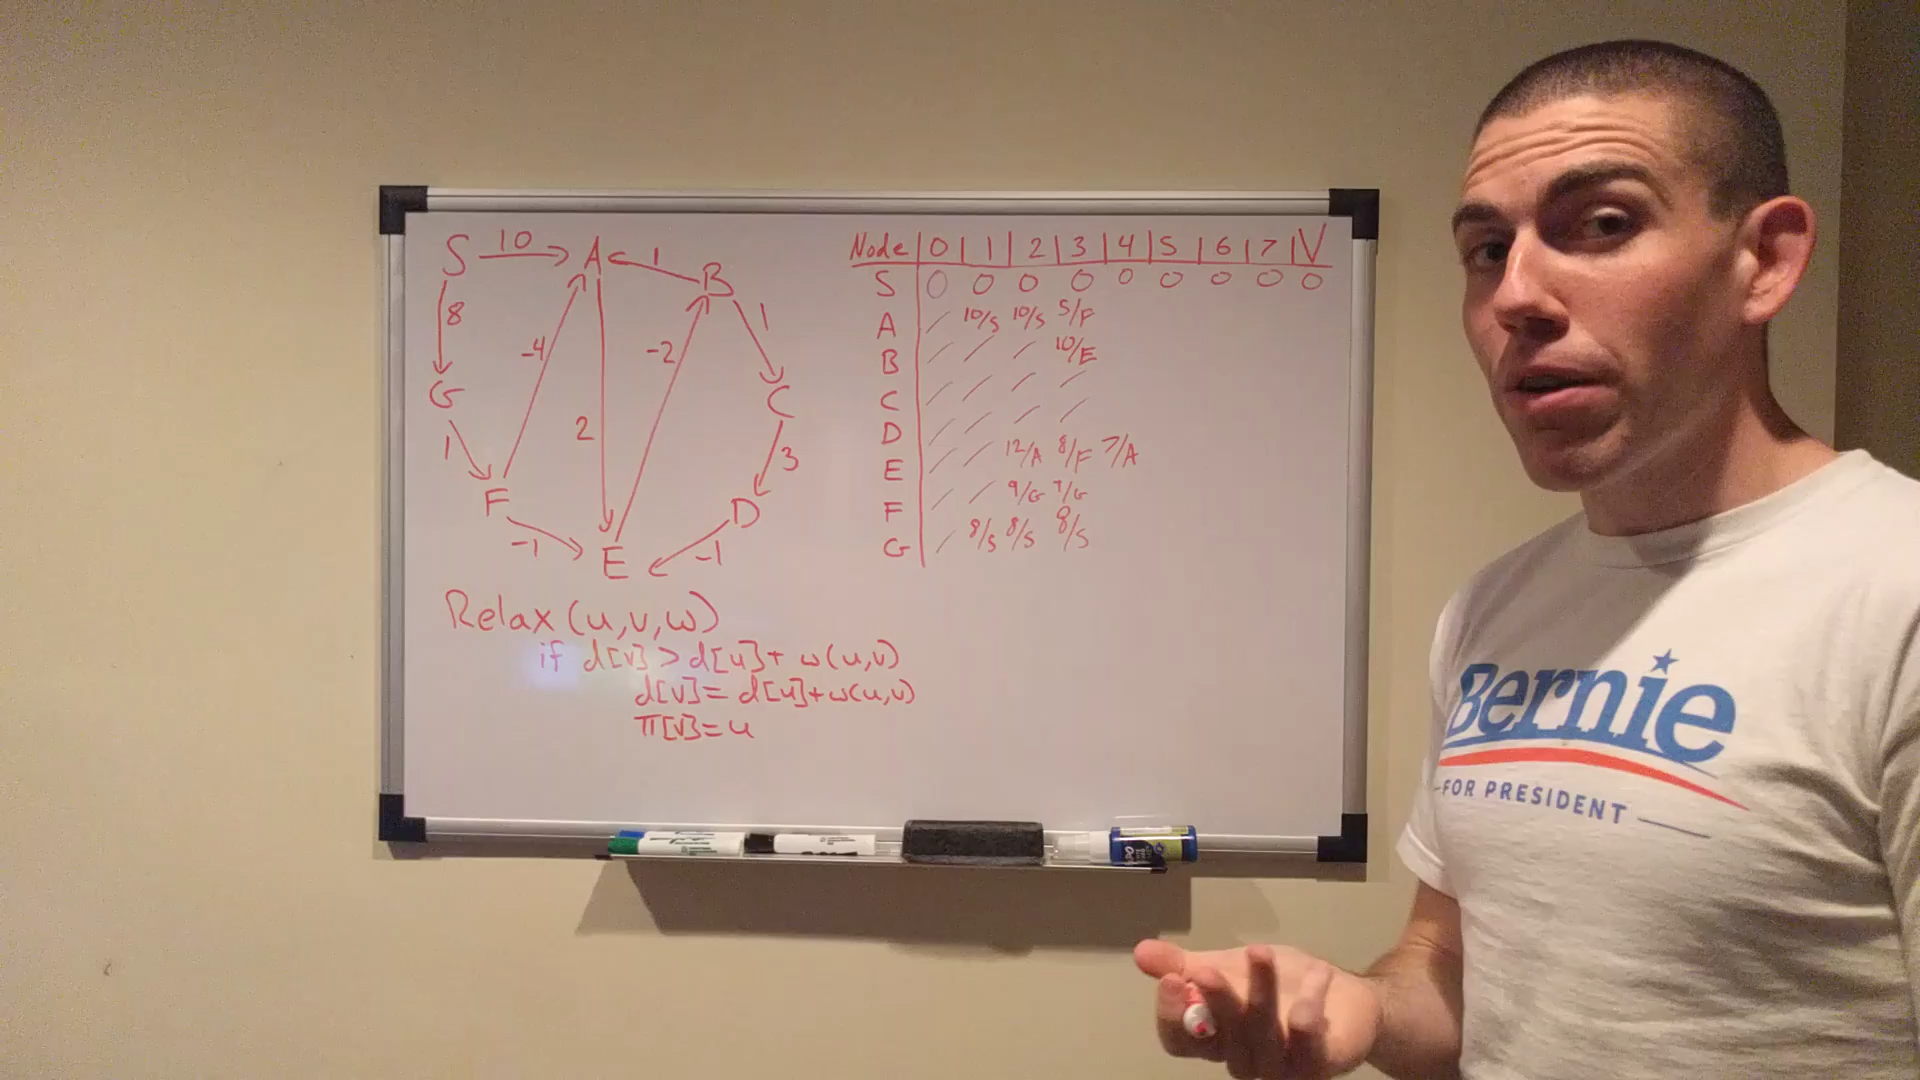 S 10 A 1 B
8 -4 2 -2 1
G C
1 3
F D
-1 E -1
Relax (u,v,w)
if d[v] > d[u] + w(u,v)
d[v] = d[u] + w(u,v)
π[v] = u
Node | 0 | 1 | 2 | 3 | 4 | 5 | 6 | 7 | V
S 0 0 0 0 0 0 0 0 0
A / 10/S 10/S 5/F
B / / / 10/E
C / / / /
D / / / /
E / / 12/A 8/F 7/A
F / / 9/G 9/G
G / 8/S 8/S 8/S
EXPO
Bernie
FOR PRESIDENT